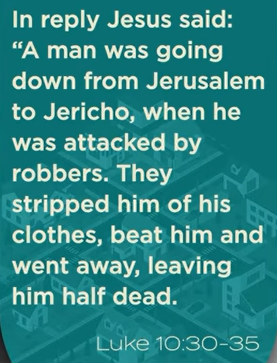 In reply Jesus said:
“A man was going
down from Jerusalem
to Jericho, when he
was attacked by
robbers. They
stripped him of his
clothes, beat him and
went away, leaving
him half dead.
Luke 10:30-35